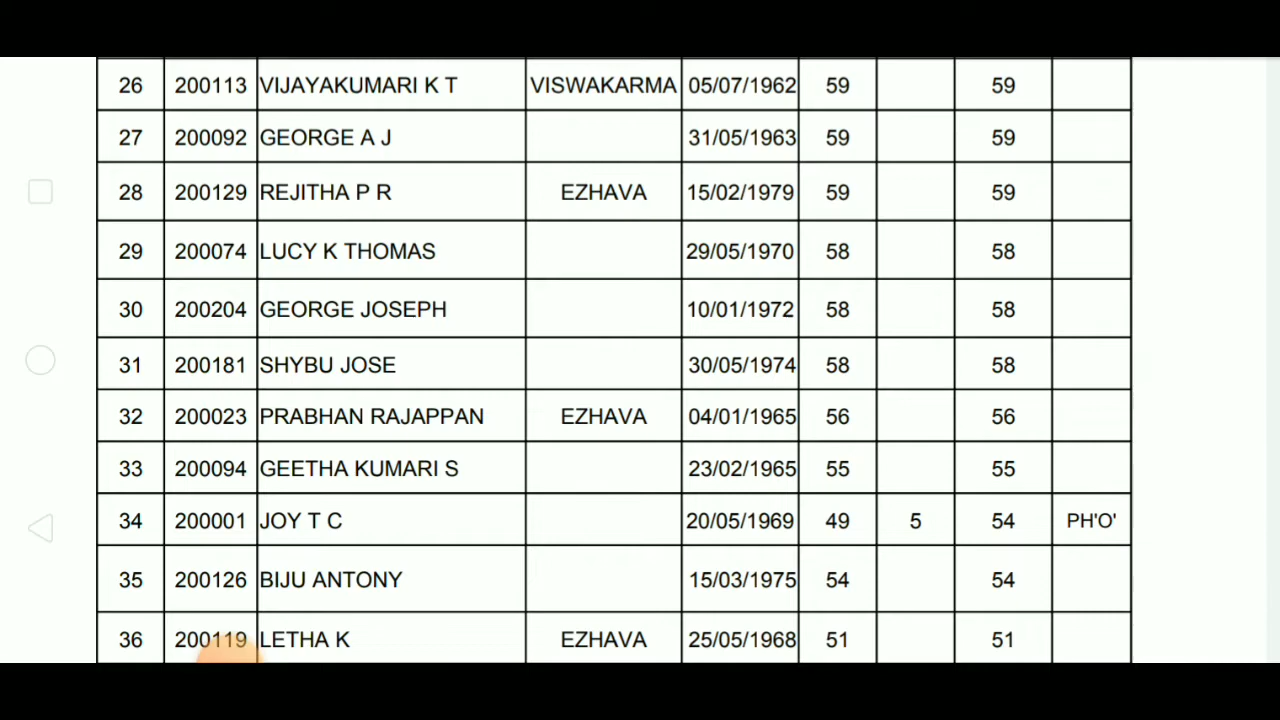 26 200113 VIJAYAKUMARI K T VISWAKARMA 05/07/1962 59 59
27 200092 GEORGE A J 31/05/1963 59 59
28 200129 REJITHA P R EZHAVA 15/02/1979 59 59
29 200074 LUCY K THOMAS 29/05/1970 58 58
30 200204 GEORGE JOSEPH 10/01/1972 58 58
31 200181 SHYBU JOSE 30/05/1974 58 58
32 200023 PRABHAN RAJAPPAN EZHAVA 04/01/1965 56 56
33 200094 GEETHA KUMARI S 23/02/1965 55 55
34 200001 JOY T C 20/05/1969 49 5 54 PH'O'
35 200126 BIJU ANTONY 15/03/1975 54 54
36 200119 LETHA K EZHAVA 25/05/1968 51 51